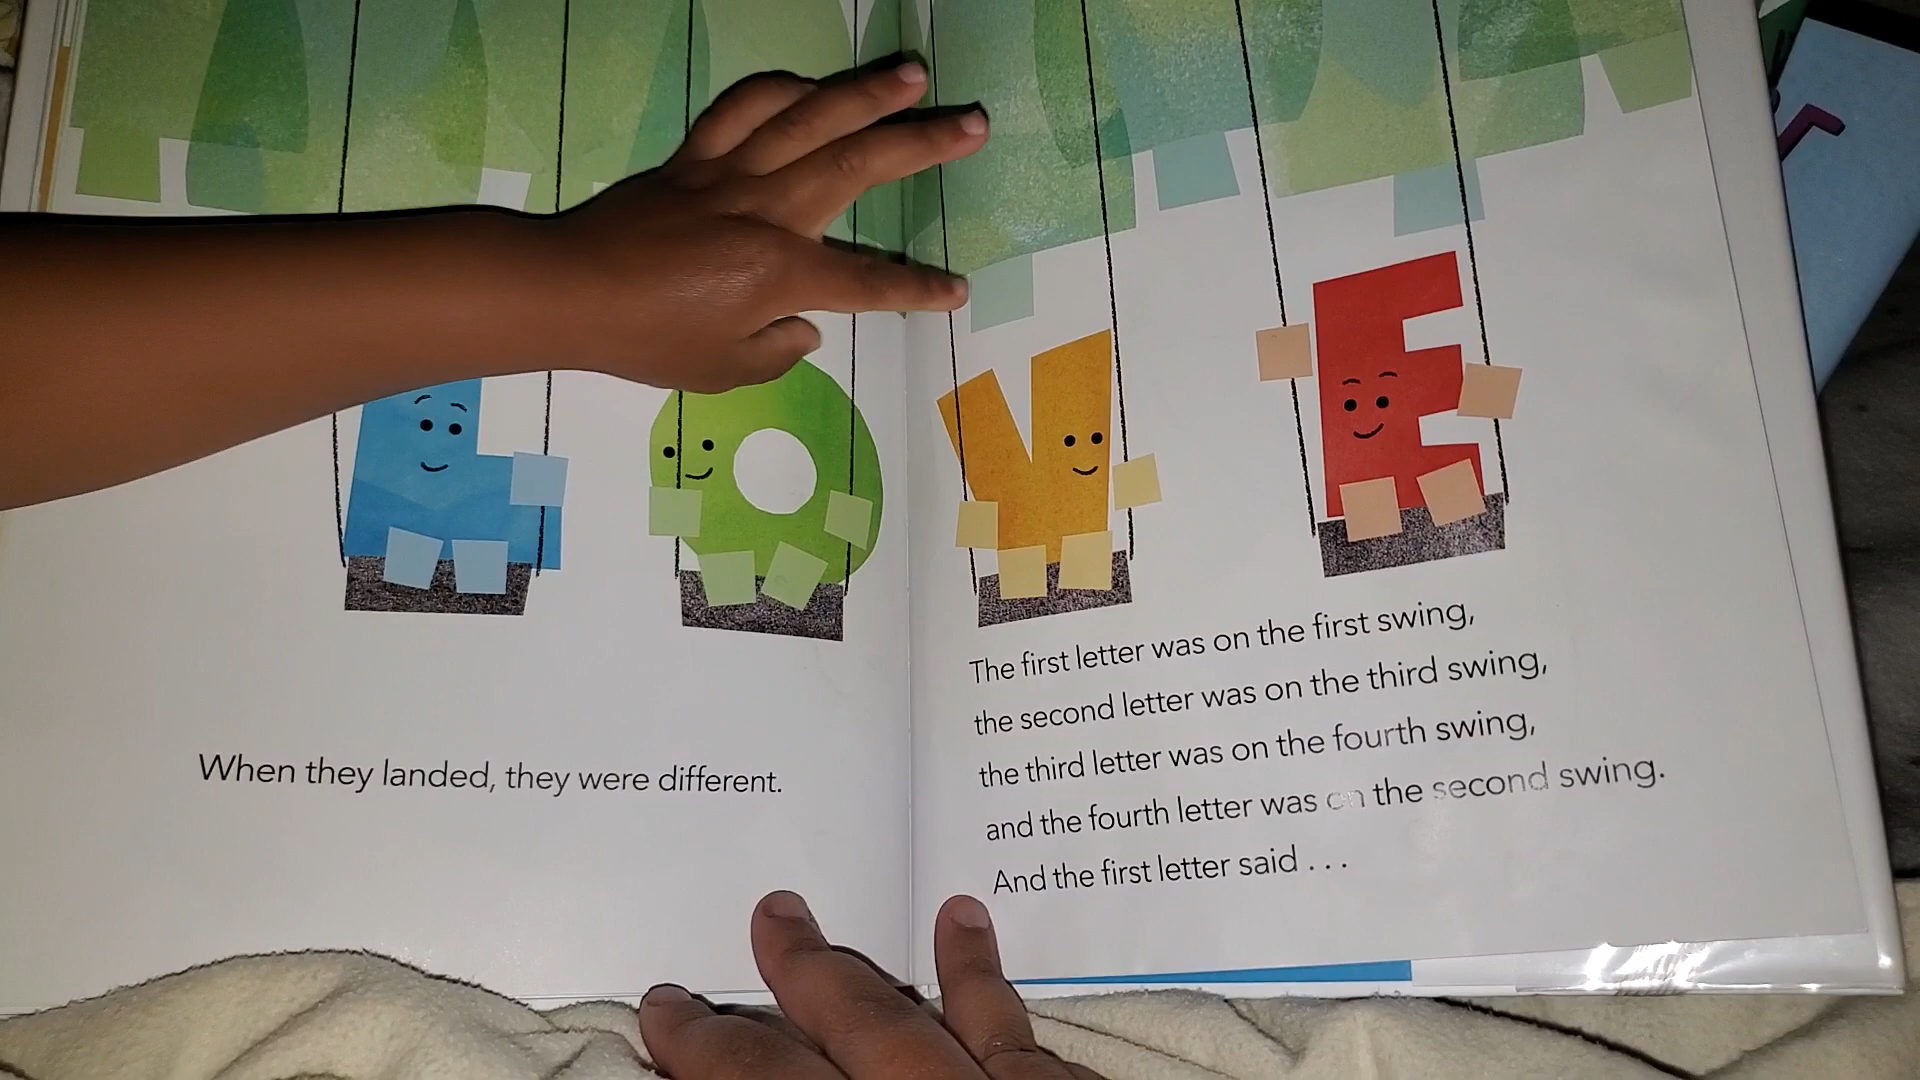 L O V E
When they landed, they were different.
The first letter was on the first swing,
the second letter was on the third swing,
the third letter was on the fourth swing,
and the fourth letter was on the second swing.
And the first letter said . . .